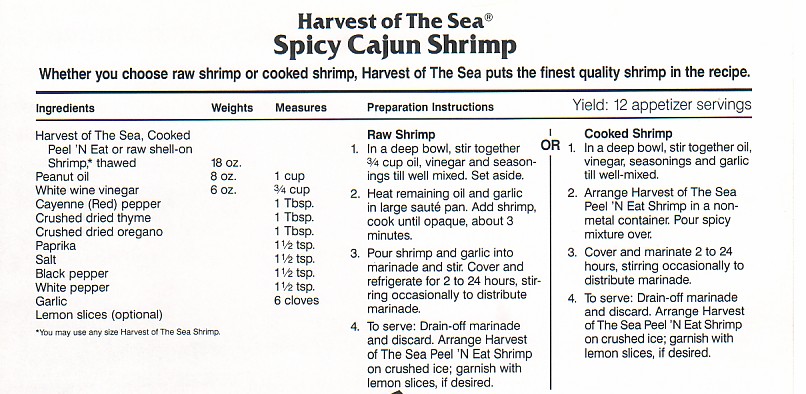 Harvest of The Sea®
Spicy Cajun Shrimp
Whether you choose raw shrimp or cooked shrimp, Harvest of The Sea puts the finest quality shrimp in the recipe.
Ingredients Weights Measures Preparation Instructions Yield: 12 appetizer servings
Harvest of The Sea, Cooked
Peel 'N Eat or raw shell-on
Shrimp,* thawed 18 oz.
Peanut oil 8 oz. 1 cup
White wine vinegar 6 oz. ¾ cup
Cayenne (Red) pepper 1 Tbsp.
Crushed dried thyme 1 Tbsp.
Crushed dried oregano 1 Tbsp.
Paprika 1½ tsp.
Salt 1½ tsp.
Black pepper 1½ tsp.
White pepper 1½ tsp.
Garlic 6 cloves
Lemon slices (optional)
*You may use any size Harvest of The Sea Shrimp.
Raw Shrimp
1. In a deep bowl, stir together
¾ cup oil, vinegar and season-
ings till well mixed. Set aside.
2. Heat remaining oil and garlic
in large sauté pan. Add shrimp,
cook until opaque, about 3
minutes.
3. Pour shrimp and garlic into
marinade and stir. Cover and
refrigerate for 2 to 24 hours, stir-
ring occasionally to distribute
marinade.
4. To serve: Drain-off marinade
and discard. Arrange Harvest
of The Sea Peel 'N Eat Shrimp
on crushed ice; garnish with
lemon slices, if desired.
OR
Cooked Shrimp
1. In a deep bowl, stir together oil,
vinegar, seasonings and garlic
till well-mixed.
2. Arrange Harvest of The Sea
Peel 'N Eat Shrimp in a non-
metal container. Pour spicy
mixture over.
3. Cover and marinate 2 to 24
hours, stirring occasionally to
distribute marinade.
4. To serve: Drain-off marinade
and discard. Arrange Harvest
of The Sea Peel 'N Eat Shrimp
on crushed ice; garnish with
lemon slices, if desired.